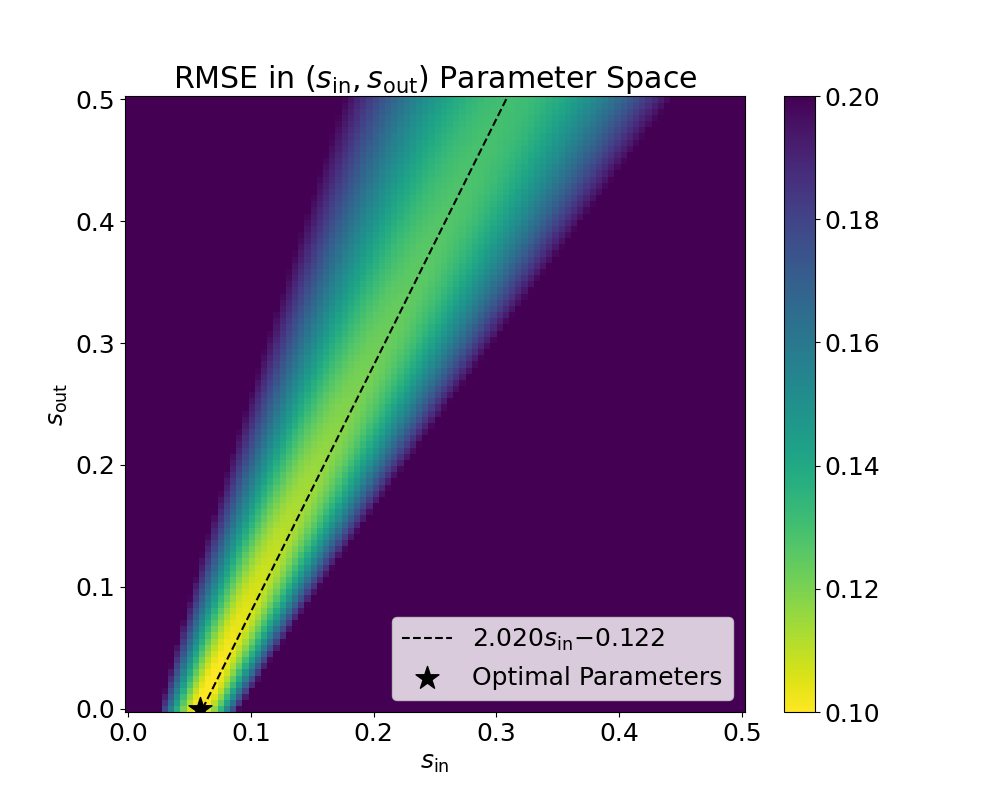 RMSE in (s_in, s_out) Parameter Space
0.5
0.4
0.3
0.2
0.1
0.0
s_out
0.0 0.1 0.2 0.3 0.4 0.5
s_in
2.020s_in−0.122
Optimal Parameters
0.20
0.18
0.16
0.14
0.12
0.10